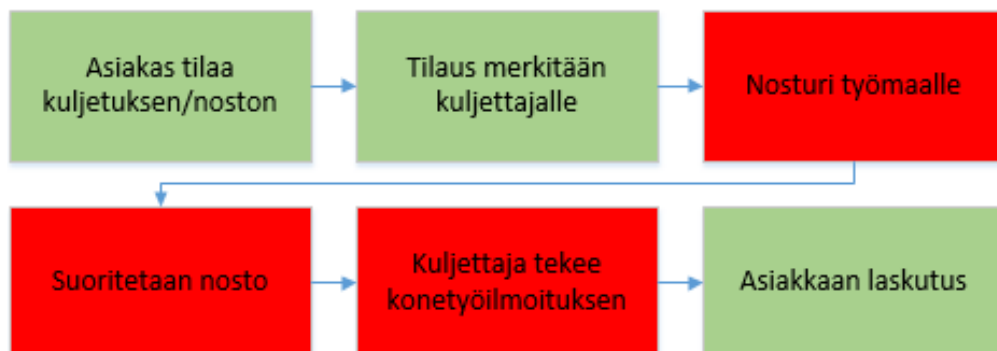 Asiakas tilaa
kuljetuksen/noston
Tilaus merkitään
kuljettajalle
Nosturi työmaalle
Suoritetaan nosto
Kuljettaja tekee
konetyöilmoituksen
Asiakkaan laskutus